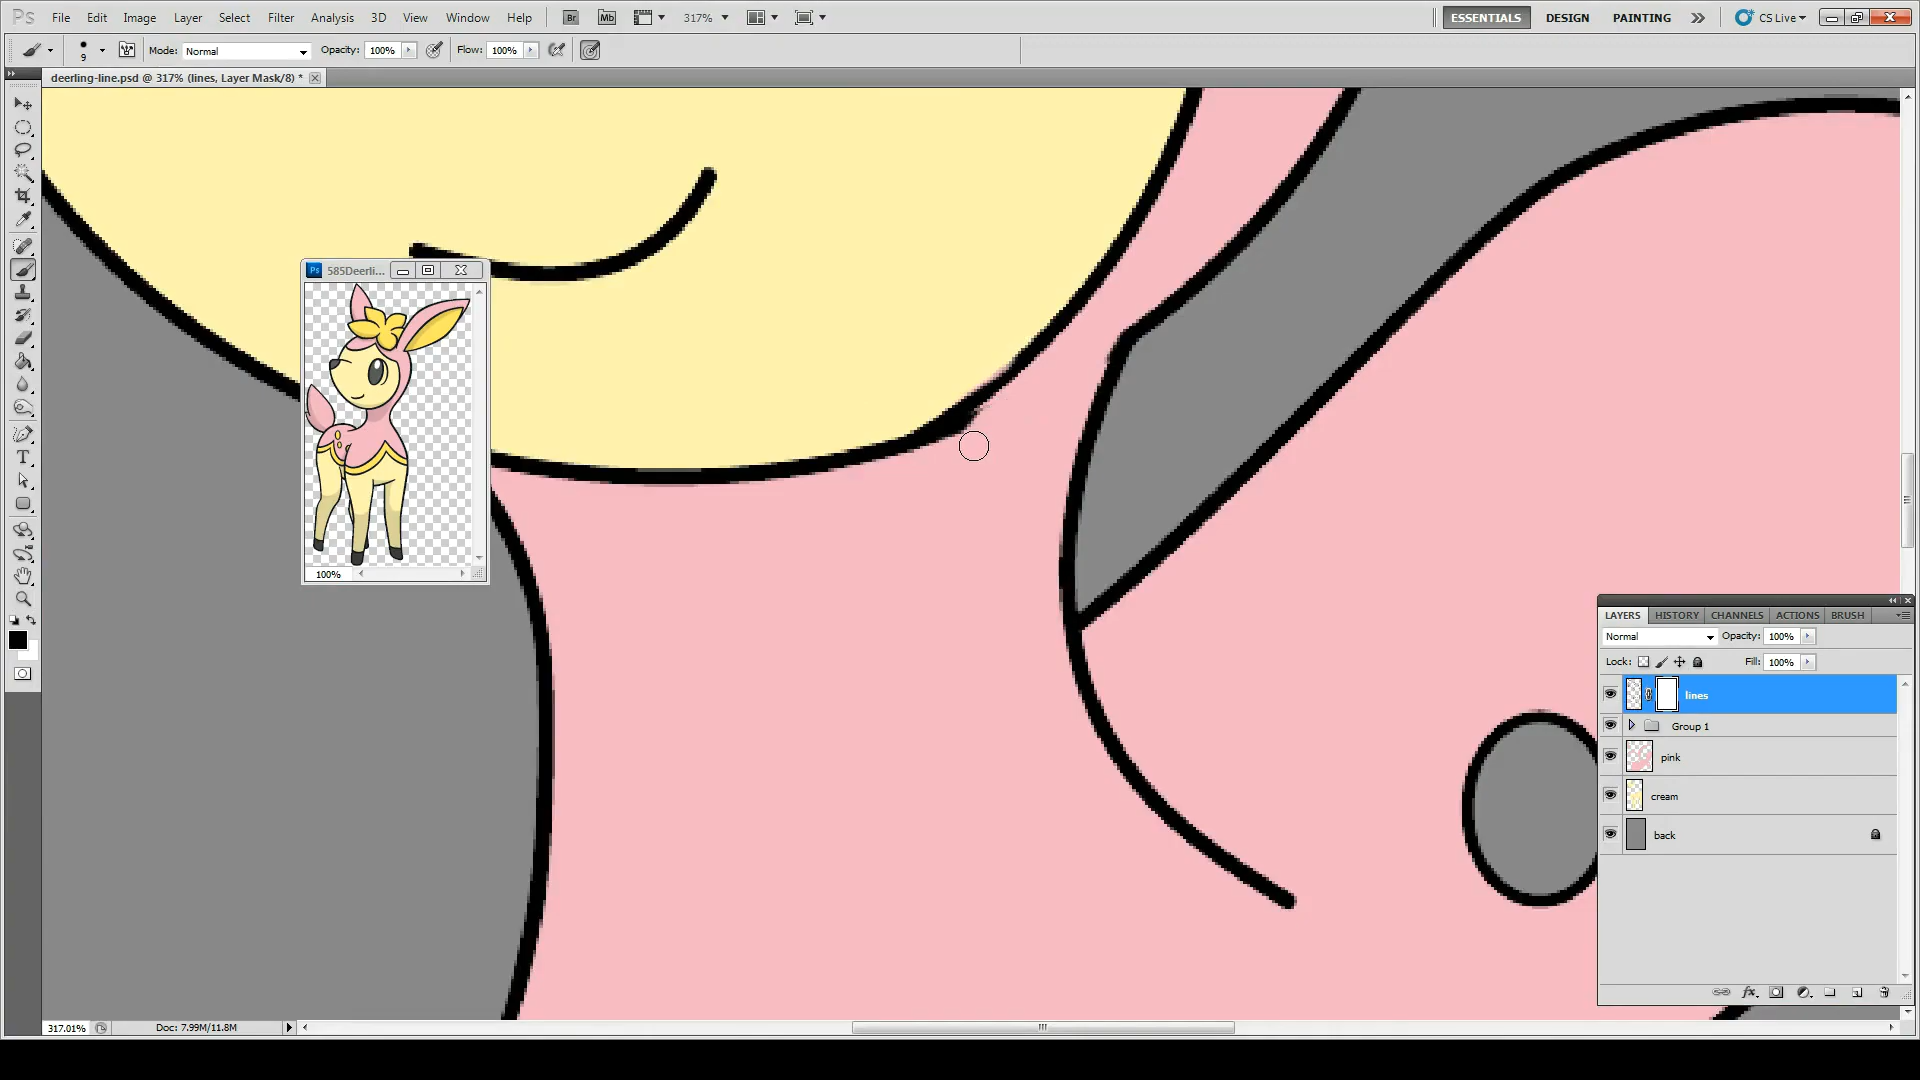 Ps File Edit Image Layer Select Filter Analysis 3D View Window Help Br Mb 317% ESSENTIALS DESIGN PAINTING CS Live
9 Mode: Normal Opacity: 100% Flow: 100%
deerling-line.psd @ 317% (lines, Layer Mask/8) *
Ps 585Deerli...
100%
T
LAYERS HISTORY CHANNELS ACTIONS BRUSH
Normal Opacity: 100%
Lock: Fill: 100%
lines
Group 1
pink
cream
back
fx
317.01% Doc: 7.99M/11.8M